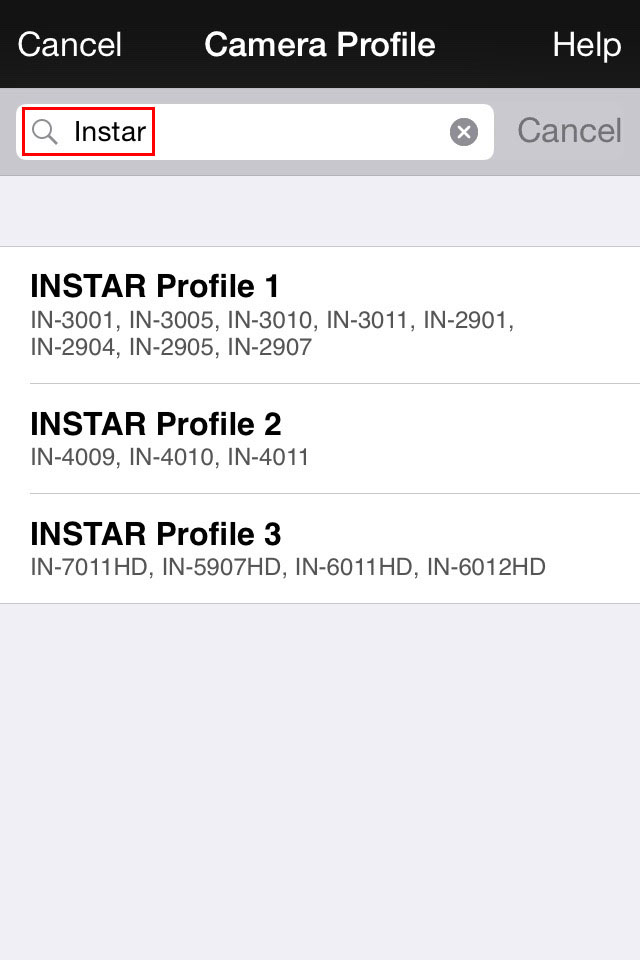 Cancel Camera Profile Help
Instar Cancel
INSTAR Profile 1
IN-3001, IN-3005, IN-3010, IN-3011, IN-2901,
IN-2904, IN-2905, IN-2907
INSTAR Profile 2
IN-4009, IN-4010, IN-4011
INSTAR Profile 3
IN-7011HD, IN-5907HD, IN-6011HD, IN-6012HD